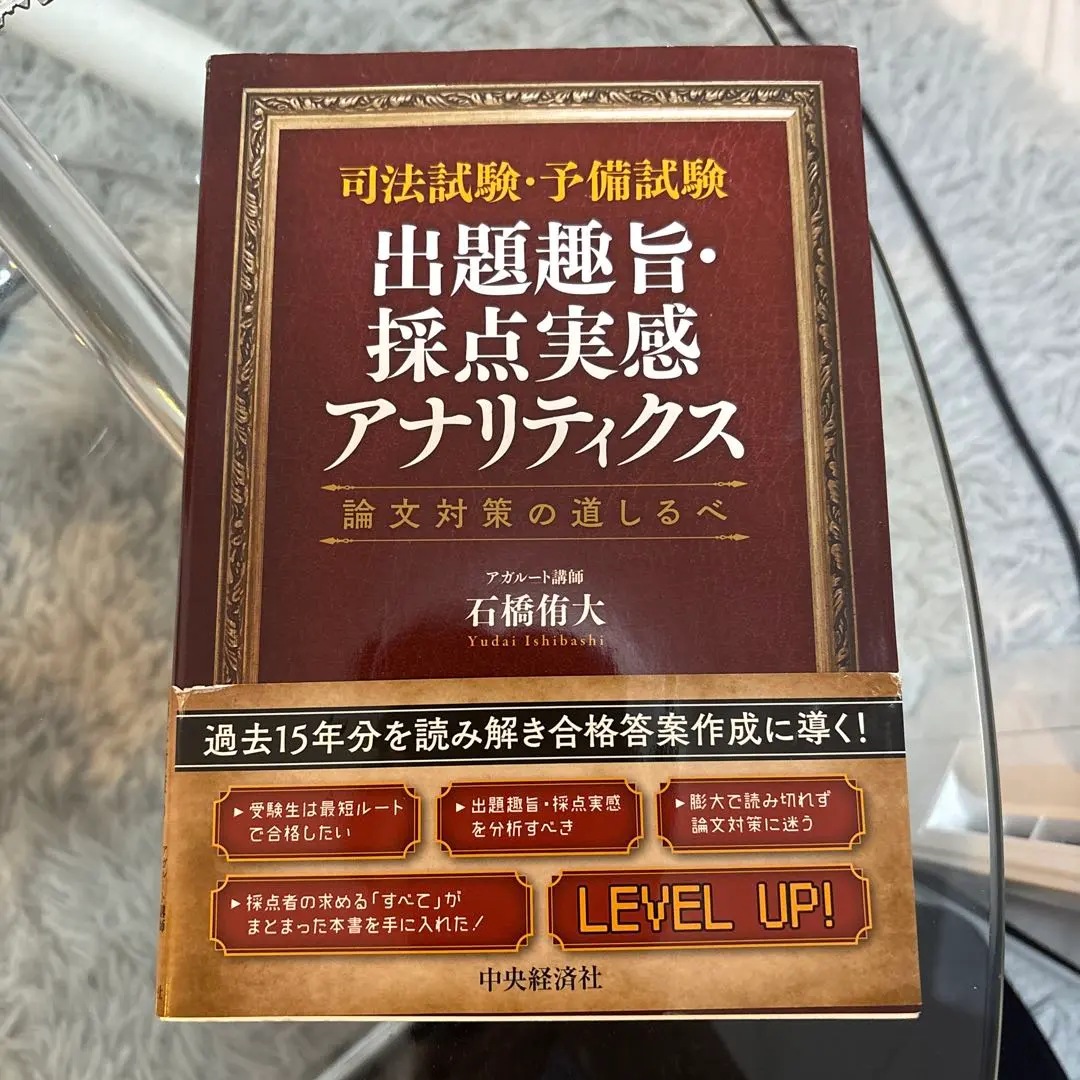 司法試験・予備試験
出題趣旨・
採点実感
アナリティクス
論文対策の道しるべ
アガルート講師
石橋侑大
Yudai Ishibashi
過去15年分を読み解き合格答案作成に導く!
▶受験生は最短ルート
で合格したい
▶出題趣旨・採点実感
を分析すべき
▶膨大で読み切れず
論文対策に迷う
▶採点者の求める「すべて」が
まとまった本書を手に入れた!
LEVEL UP!
中央経済社